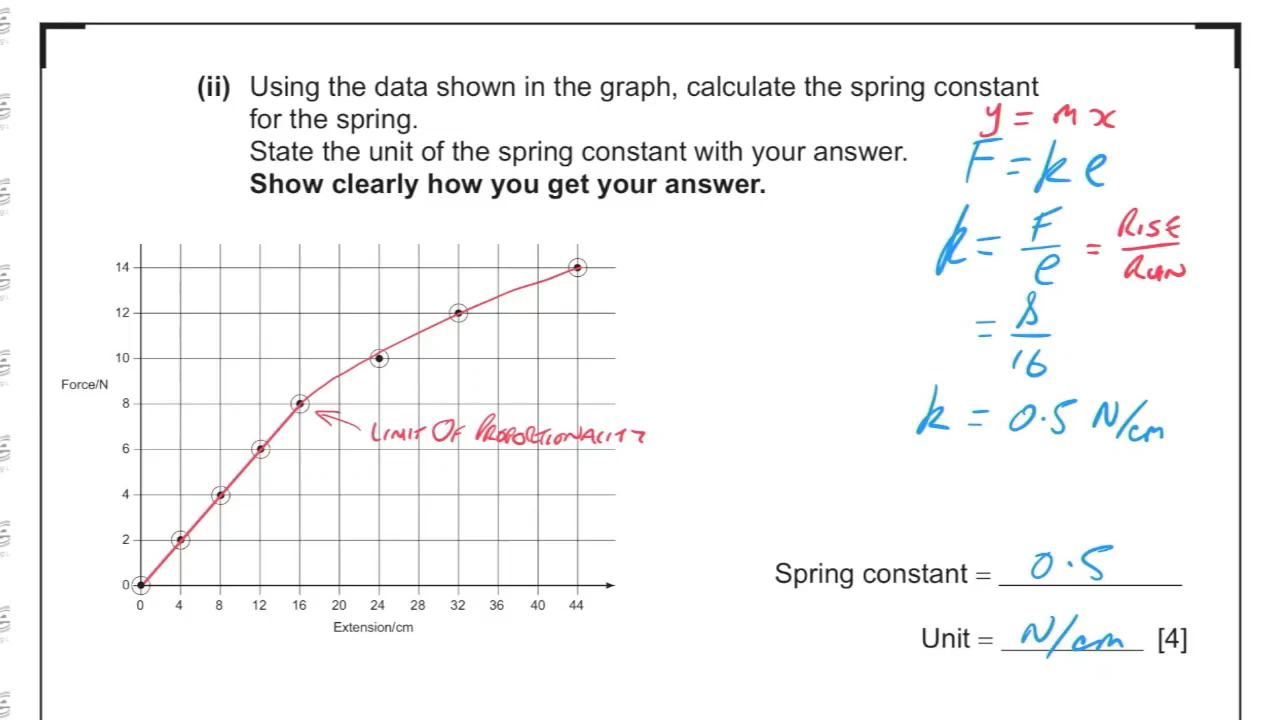 (ii) Using the data shown in the graph, calculate the spring constant
for the spring.
State the unit of the spring constant with your answer.
Show clearly how you get your answer.
y = mx
F = ke
k = F/e = RISE/RUN
= 8/16
k = 0.5 N/cm
14
12
10
Force/N
8
LIMIT OF PROPORTIONALITY
6
4
2
0
0 4 8 12 16 20 24 28 32 36 40 44
Extension/cm
Spring constant = 0.5
Unit = N/cm [4]